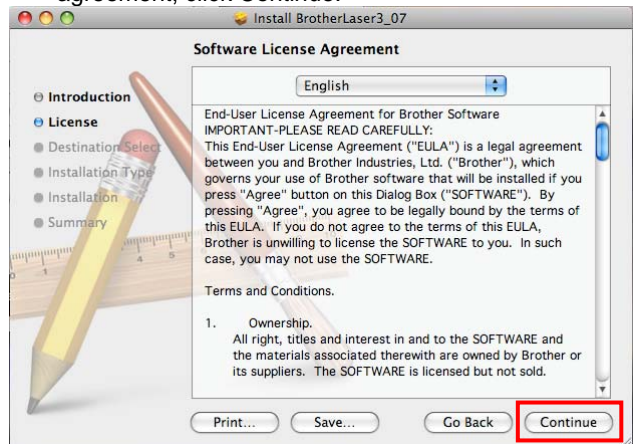 agreement, click Continue.
Install BrotherLaser3_07
Software License Agreement
English
Introduction
License
Destination Select
Installation Type
Installation
Summary
End-User License Agreement for Brother Software
IMPORTANT-PLEASE READ CAREFULLY:
This End-User License Agreement ("EULA") is a legal agreement
between you and Brother Industries, Ltd. ("Brother"), which
governs your use of Brother software that will be installed if you
press "Agree" button on this Dialog Box ("SOFTWARE"). By
pressing "Agree", you agree to be legally bound by the terms of
this EULA. If you do not agree to the terms of this EULA,
Brother is unwilling to license the SOFTWARE to you. In such
case, you may not use the SOFTWARE.
Terms and Conditions.
1. Ownership.
All right, titles and interest in and to the SOFTWARE and
the materials associated therewith are owned by Brother or
its suppliers. The SOFTWARE is licensed but not sold.
Print... Save... Go Back Continue